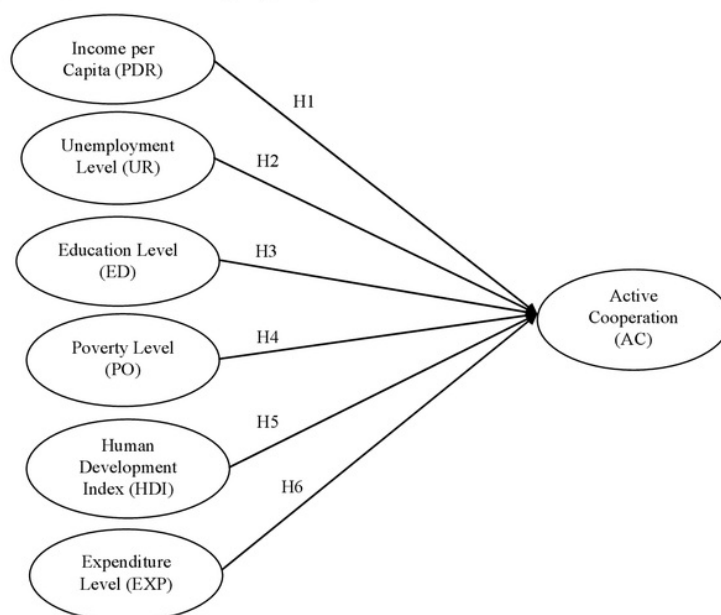 Income per
Capita (PDR)
H1
Unemployment
Level (UR)
H2
Education Level
(ED)
H3
Active
Cooperation
(AC)
Poverty Level
(PO)
H4
Human
Development
Index (HDI)
H5
H6
Expenditure
Level (EXP)